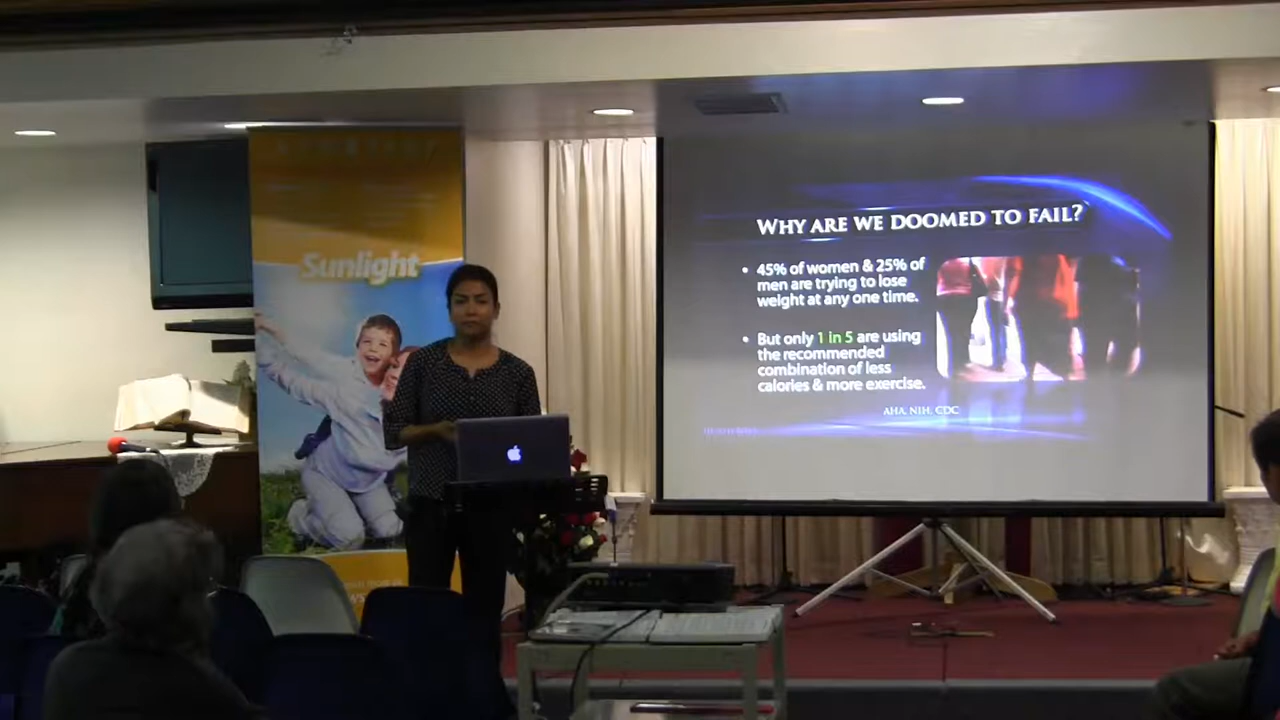 Sunlight
WHY ARE WE DOOMED TO FAIL?
• 45% of women & 25% of
men are trying to lose
weight at any one time.
• But only 1 in 5 are using
the recommended
combination of less
calories & more exercise.
AHA, NIH, CDC